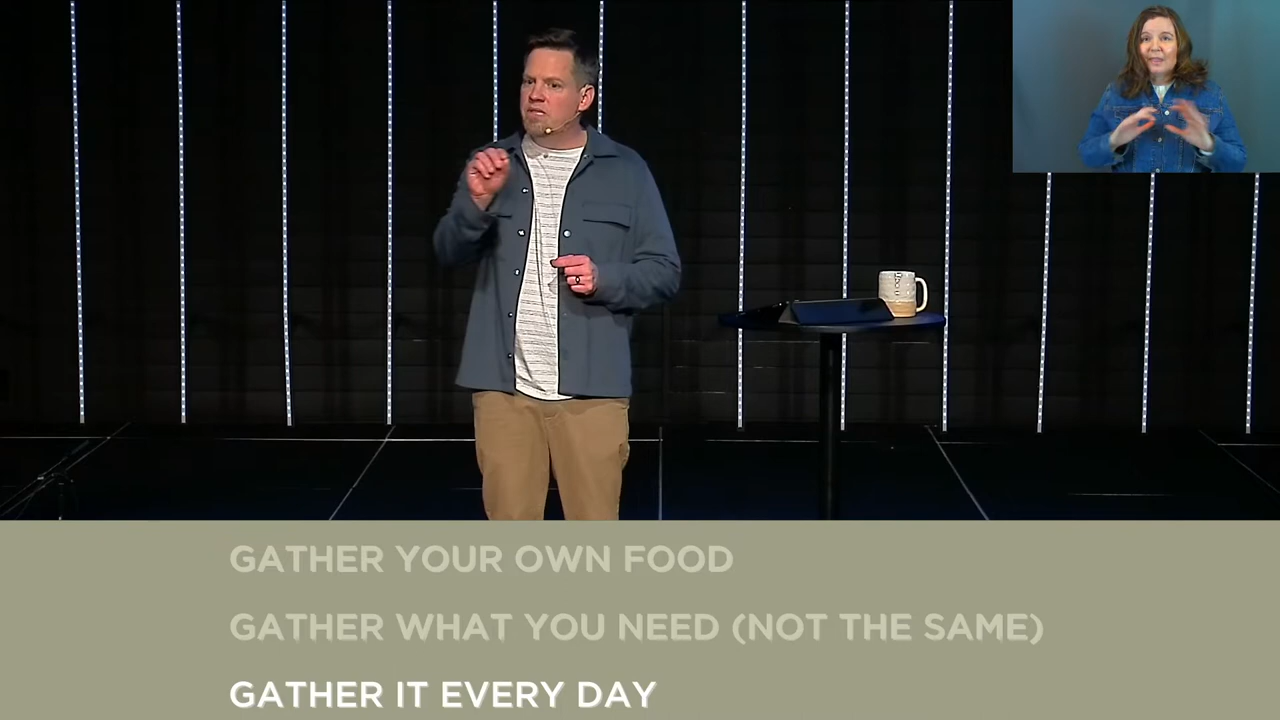 GATHER YOUR OWN FOOD
GATHER WHAT YOU NEED (NOT THE SAME)
GATHER IT EVERY DAY